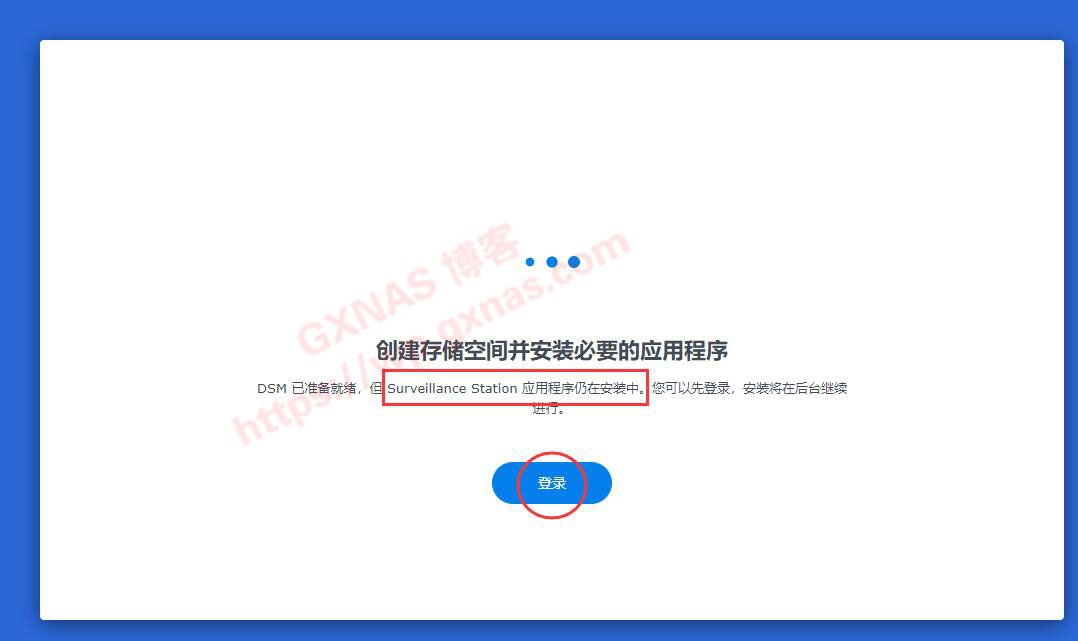 GXNAS 博客
https://wp.gxnas.com
创建存储空间并安装必要的应用程序
DSM 已准备就绪，但 Surveillance Station 应用程序仍在安装中。您可以先登录，安装将在后台继续
进行。
登录